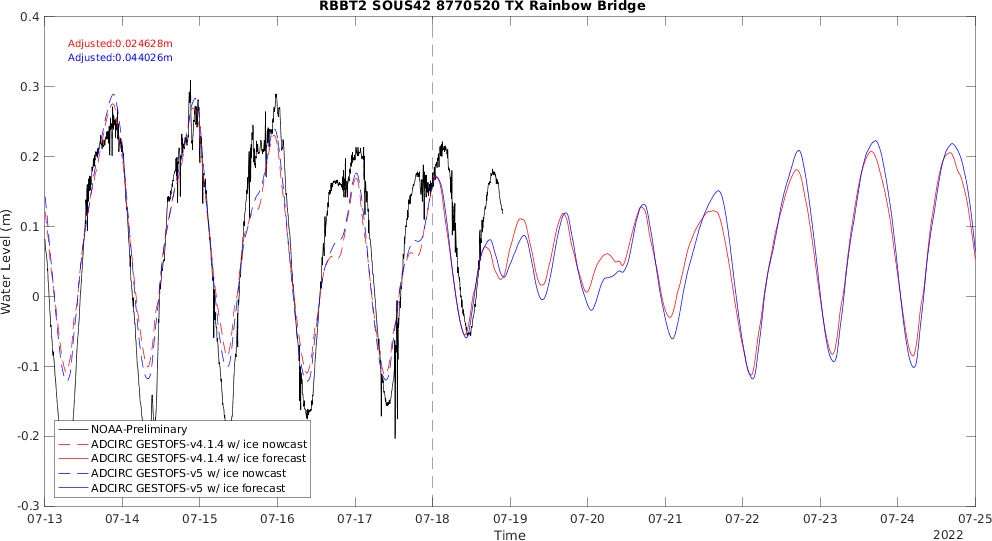 RBBT2 SOUS42 8770520 TX Rainbow Bridge
Adjusted:0.024628m
Adjusted:0.044026m
0.4
0.3
0.2
0.1
0
-0.1
-0.2
-0.3
Water Level (m)
NOAA-Preliminary
ADCIRC GESTOFS-v4.1.4 w/ ice nowcast
ADCIRC GESTOFS-v4.1.4 w/ ice forecast
ADCIRC GESTOFS-v5 w/ ice nowcast
ADCIRC GESTOFS-v5 w/ ice forecast
07-13 07-14 07-15 07-16 07-17 07-18 07-19 07-20 07-21 07-22 07-23 07-24 07-25
Time
2022